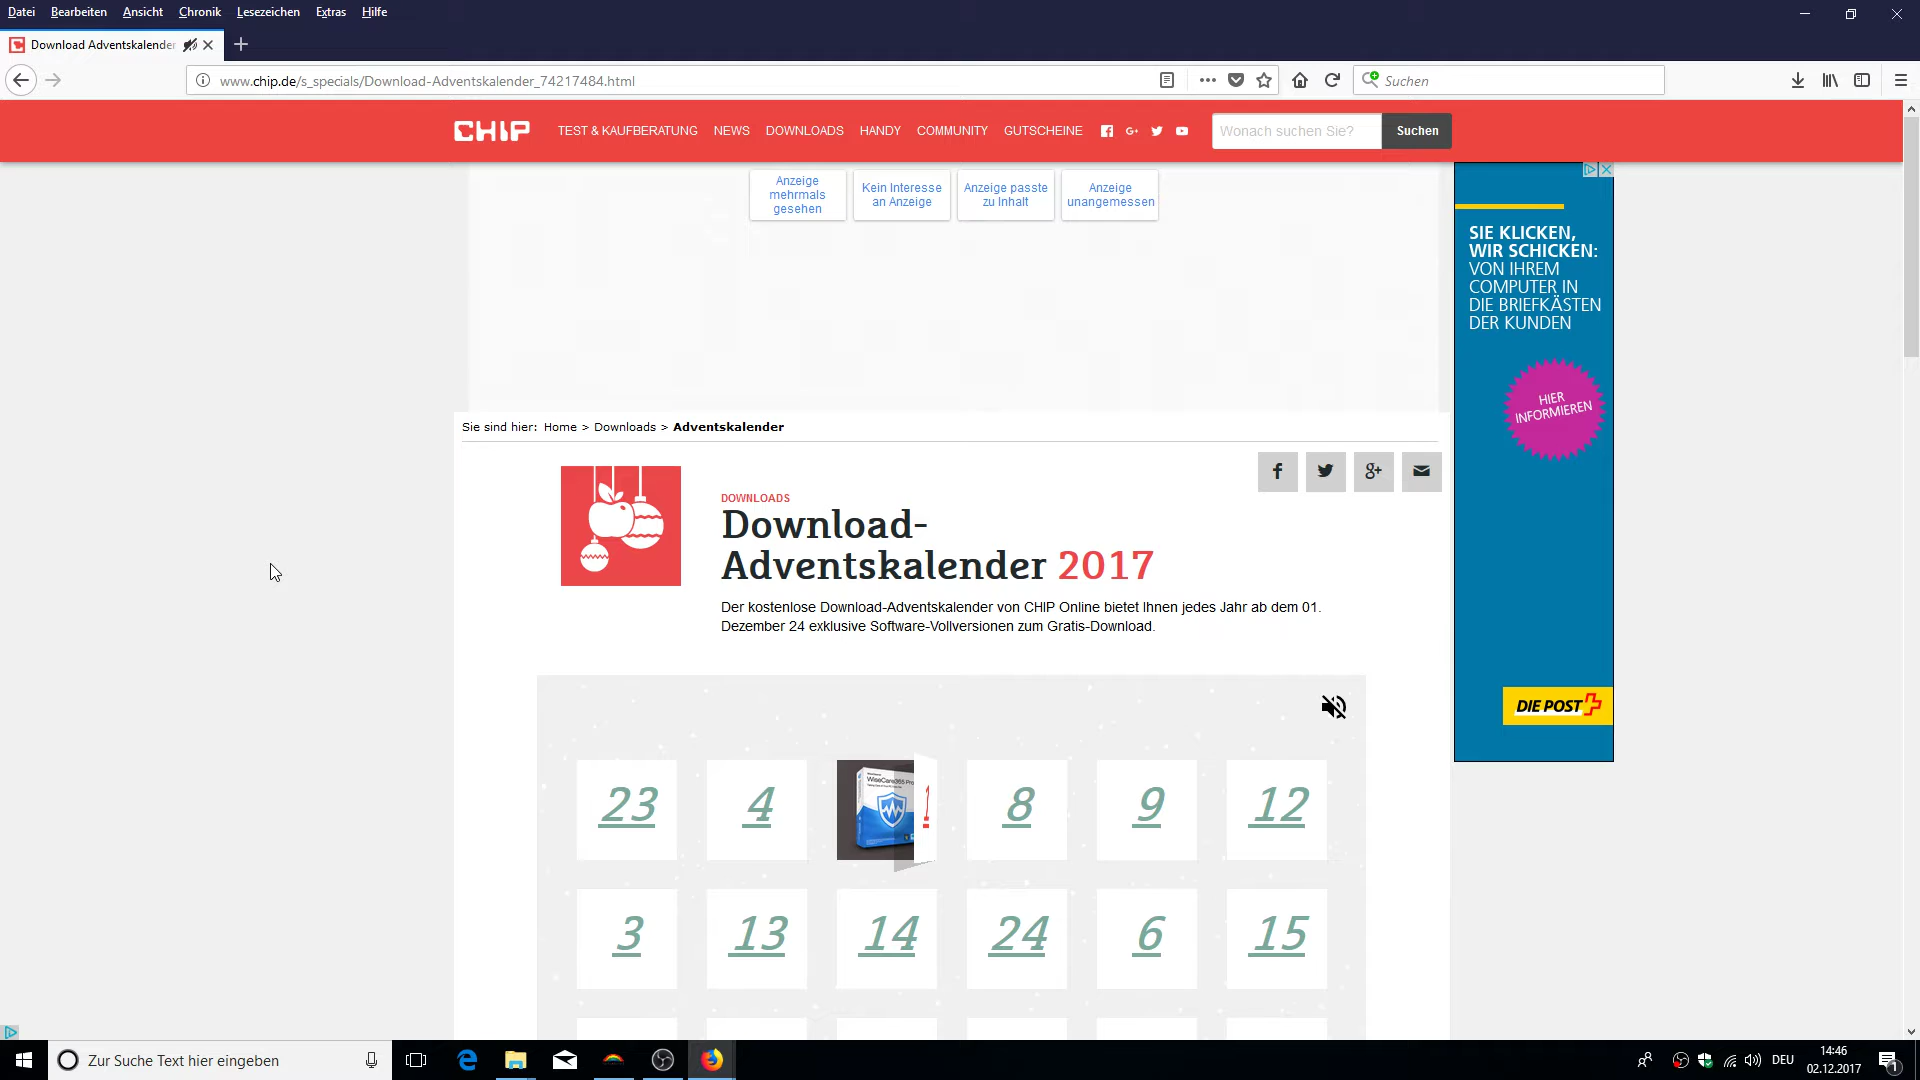 Datei Bearbeiten Ansicht Chronik Lesezeichen Extras Hilfe
Download Adventskalender
www.chip.de/s_specials/Download-Adventskalender_74217484.html
Suchen
CHIP TEST & KAUFBERATUNG NEWS DOWNLOADS HANDY COMMUNITY GUTSCHEINE
Wonach suchen Sie? Suchen
Anzeige
mehrmals
gesehen
Kein Interesse
an Anzeige
Anzeige passte
zu Inhalt
Anzeige
unangemessen
SIE KLICKEN,
WIR SCHICKEN:
VON IHREM
COMPUTER IN
DIE BRIEFKÄSTEN
DER KUNDEN
HIER
INFORMIEREN
DIE POST
Sie sind hier: Home > Downloads > Adventskalender
DOWNLOADS
Download-
Adventskalender 2017
Der kostenlose Download-Adventskalender von CHIP Online bietet Ihnen jedes Jahr ab dem 01.
Dezember 24 exklusive Software-Vollversionen zum Gratis-Download.
23 4 1 8 9 12
WiseCare365 Pro
3 13 14 24 6 15
Zur Suche Text hier eingeben
DEU
14:46
02.12.2017
1